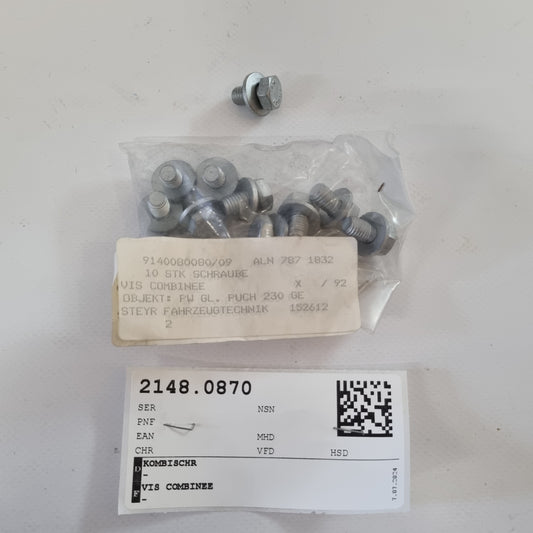 9140080080/09 ALN 787 1832
10 STK SCHRAUBE
VIS COMBINEE X / 92
OBJEKT: PW GL. PUCH 230 GE
STEYR FAHRZEUGTECHNIK 152612
2
2148.0870
SER NSN
PNF
EAN MHD
CHR VFD HSD
D KOMBISCHR
-
F VIS COMBINEE
-